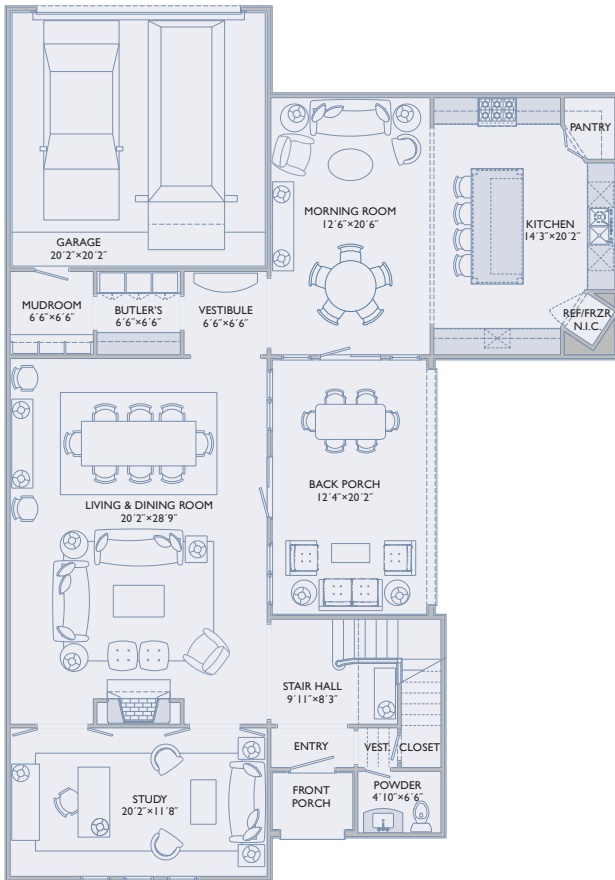 PANTRY
MORNING ROOM
12´6˝×20´6˝
KITCHEN
14´3˝×20´2˝
GARAGE
20´2˝×20´2˝
MUDROOM
6´6˝×6´6˝
BUTLER'S
6´6˝×6´6˝
VESTIBULE
6´6˝×6´6˝
REF/FRZR
N.I.C.
BACK PORCH
12´4˝×20´2˝
LIVING & DINING ROOM
20´2˝×28´9˝
STAIR HALL
9´11˝×8´3˝
ENTRY
VEST.
CLOSET
FRONT
PORCH
POWDER
4´10˝×6´6˝
STUDY
20´2˝×11´8˝